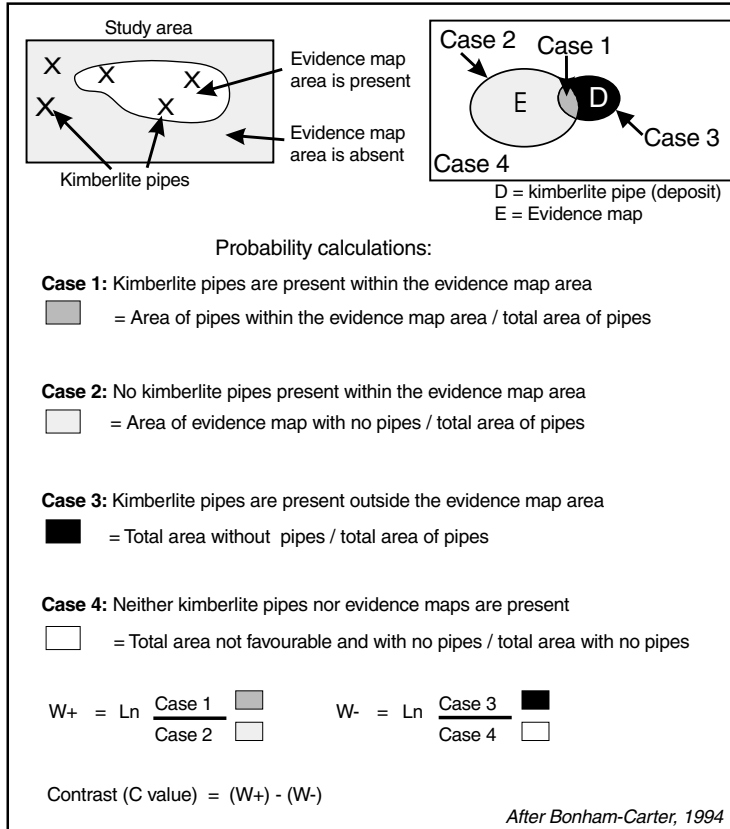 Study area
X
X
X
X
X
Evidence map
area is present
Evidence map
area is absent
Kimberlite pipes
Case 2
Case 1
E
D
Case 3
Case 4
D = kimberlite pipe (deposit)
E = Evidence map
Probability calculations:
Case 1: Kimberlite pipes are present within the evidence map area
= Area of pipes within the evidence map area / total area of pipes
Case 2: No kimberlite pipes present within the evidence map area
= Area of evidence map with no pipes / total area of pipes
Case 3: Kimberlite pipes are present outside the evidence map area
= Total area without pipes / total area of pipes
Case 4: Neither kimberlite pipes nor evidence maps are present
= Total area not favourable and with no pipes / total area with no pipes
W+ = Ln Case 1
Case 2
W- = Ln Case 3
Case 4
Contrast (C value) = (W+) - (W-)
After Bonham-Carter, 1994